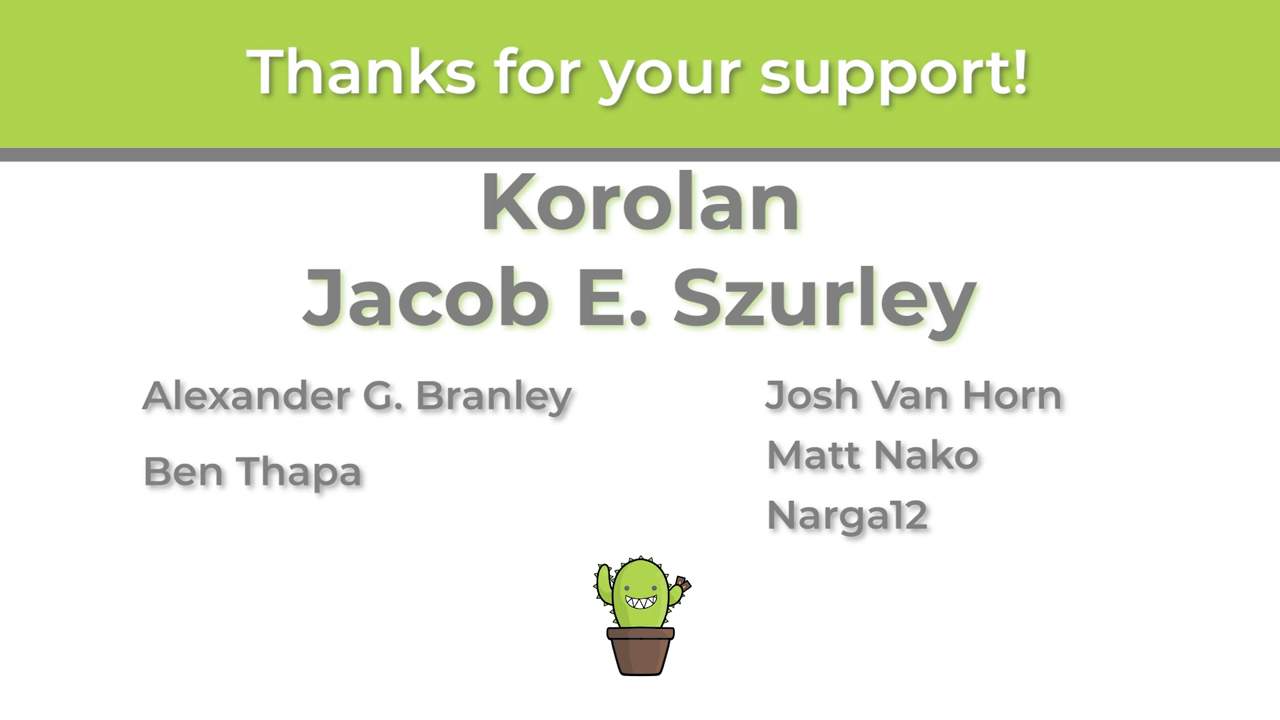 Thanks for your support!
Korolan
Jacob E. Szurley
Alexander G. Branley
Ben Thapa
Josh Van Horn
Matt Nako
Narga12